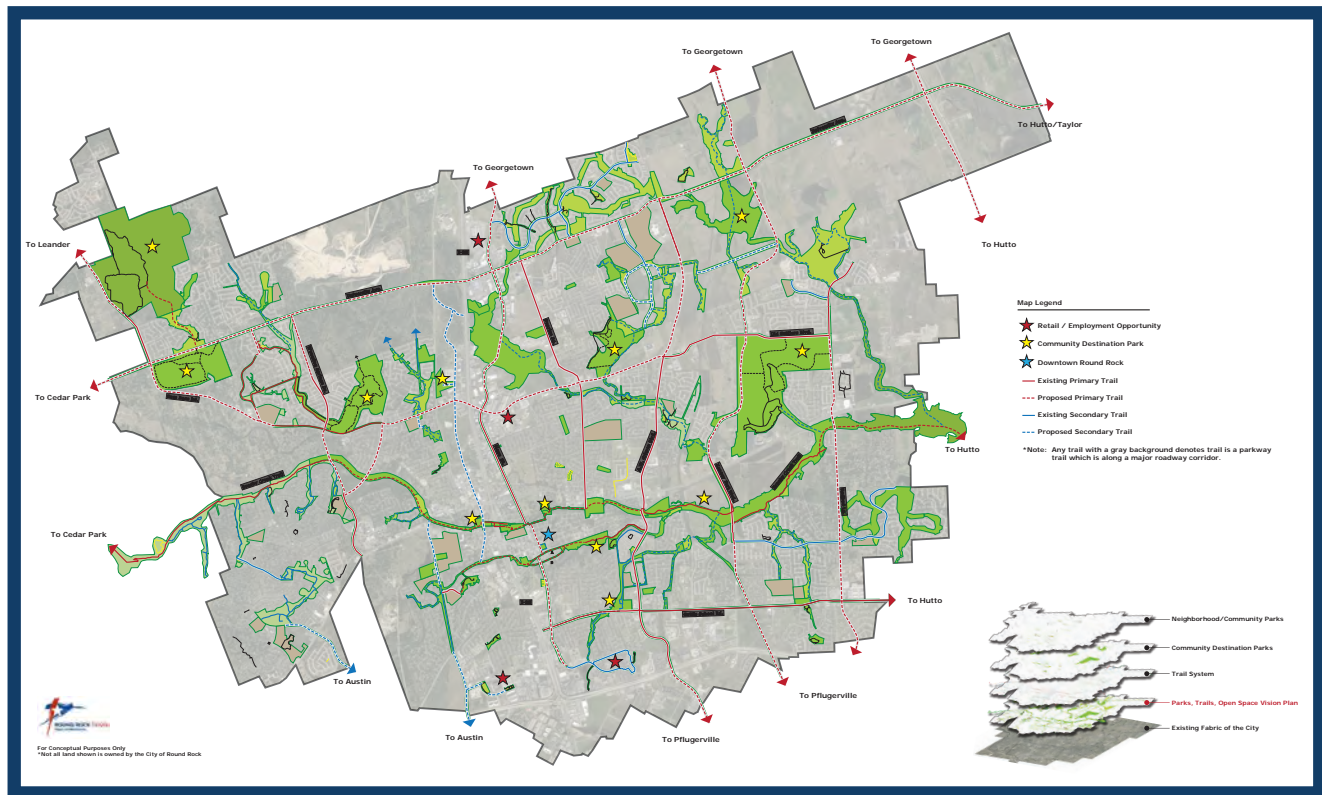 To Georgetown
To Georgetown
To Hutto/Taylor
To Georgetown
To Leander
To Hutto
To Cedar Park
To Hutto
To Cedar Park
To Hutto
To Austin
To Pflugerville
To Austin
To Pflugerville
Map Legend
Retail / Employment Opportunity
Community Destination Park
Downtown Round Rock
Existing Primary Trail
Proposed Primary Trail
Existing Secondary Trail
Proposed Secondary Trail
*Note: Any trail with a gray background denotes trail is a parkway
trail which is along a major roadway corridor.
Neighborhood/Community Parks
Community Destination Parks
Trail System
Parks, Trails, Open Space Vision Plan
Existing Fabric of the City
ROUND ROCK TEXAS
For Conceptual Purposes Only
*Not all land shown is owned by the City of Round Rock